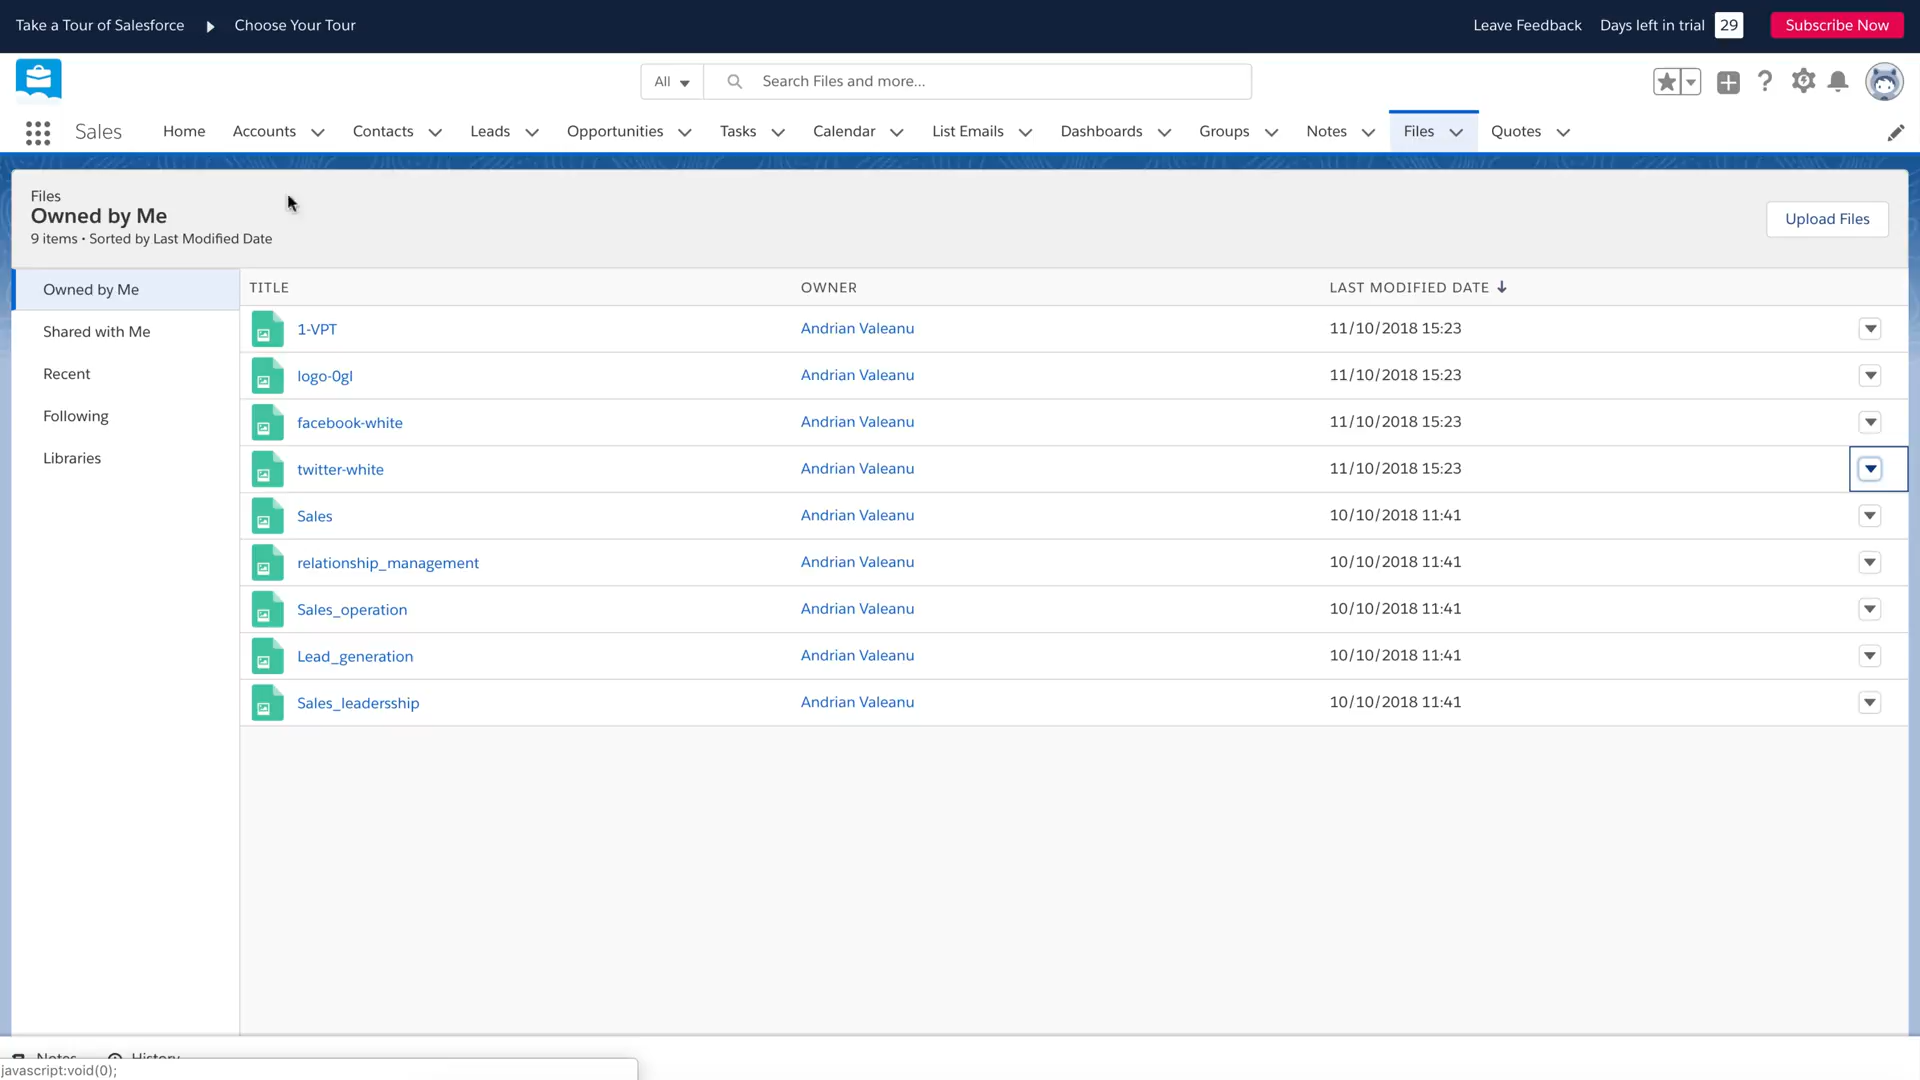 Take a Tour of Salesforce Choose Your Tour Leave Feedback Days left in trial 29 Subscribe Now
All Search Files and more...
Sales Home Accounts Contacts Leads Opportunities Tasks Calendar List Emails Dashboards Groups Notes Files Quotes
Files
Owned by Me
9 items • Sorted by Last Modified Date
Upload Files
Owned by Me
Shared with Me
Recent
Following
Libraries
TITLE OWNER LAST MODIFIED DATE
1-VPT Andrian Valeanu 11/10/2018 15:23
logo-0gl Andrian Valeanu 11/10/2018 15:23
facebook-white Andrian Valeanu 11/10/2018 15:23
twitter-white Andrian Valeanu 11/10/2018 15:23
Sales Andrian Valeanu 10/10/2018 11:41
relationship_management Andrian Valeanu 10/10/2018 11:41
Sales_operation Andrian Valeanu 10/10/2018 11:41
Lead_generation Andrian Valeanu 10/10/2018 11:41
Sales_leadersship Andrian Valeanu 10/10/2018 11:41
Notes History
javascript:void(0);